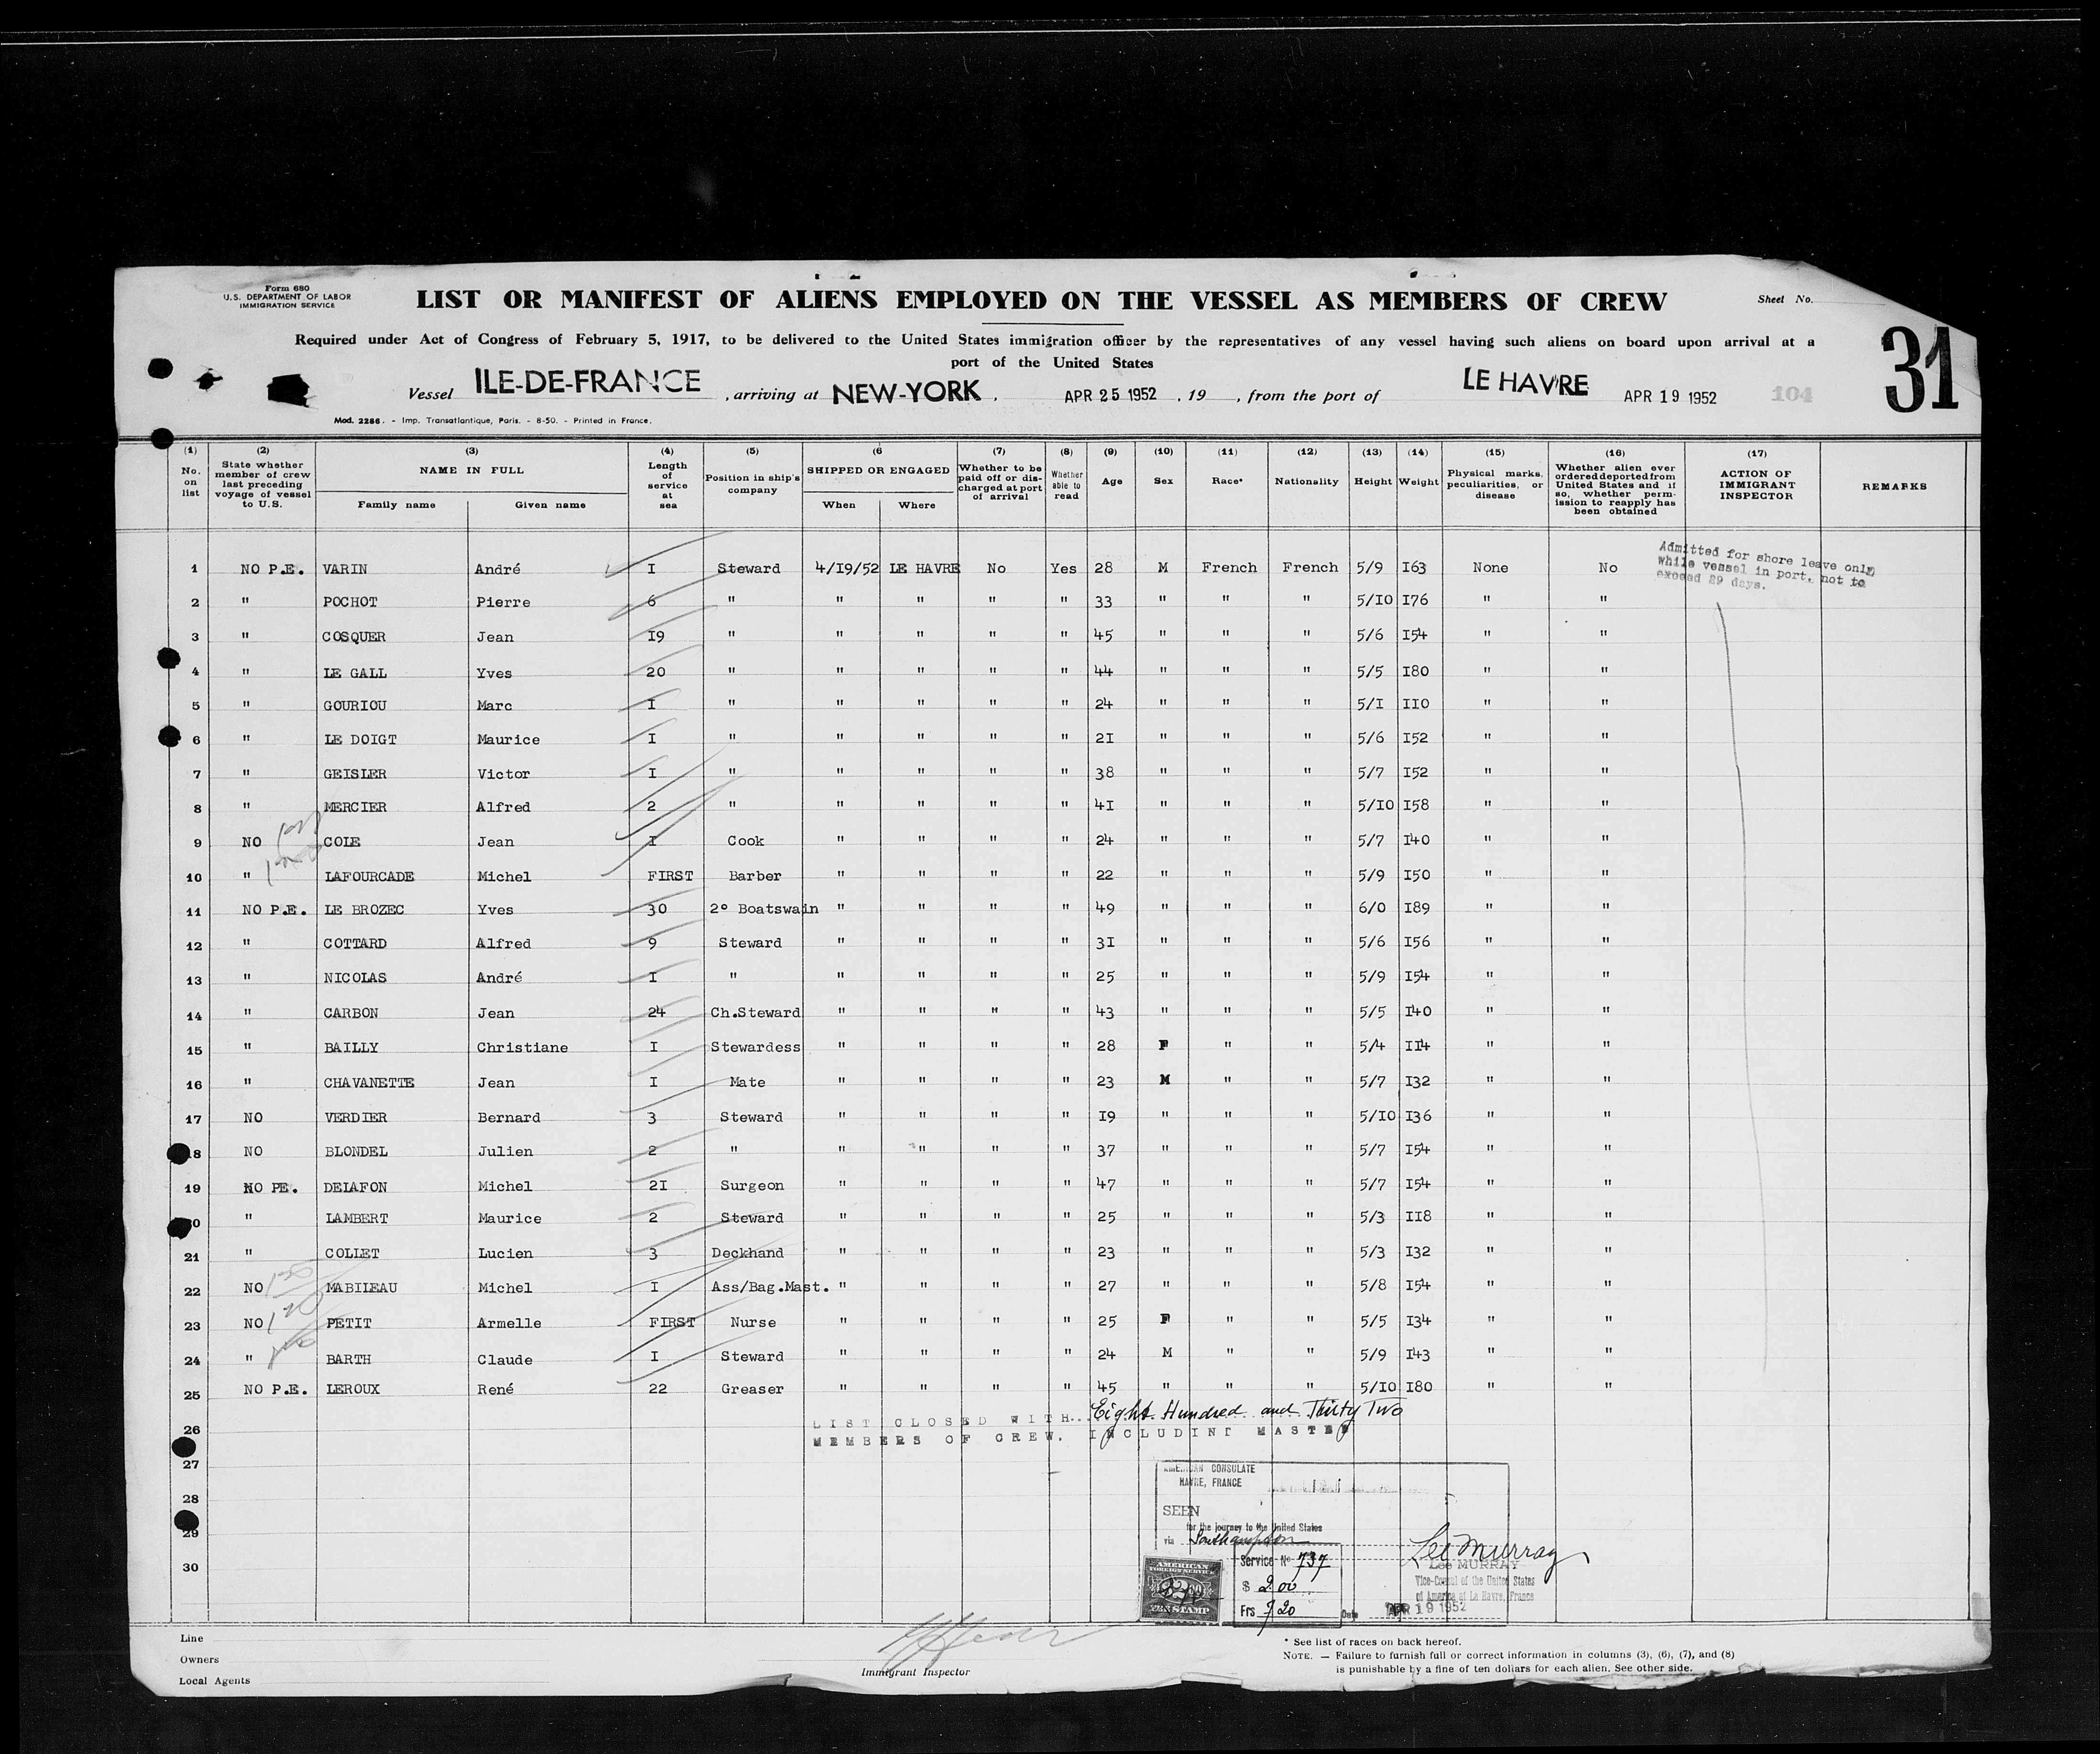 Form 680
U.S. DEPARTMENT OF LABOR
IMMIGRATION SERVICE
LIST OR MANIFEST OF ALIENS EMPLOYED ON THE VESSEL AS MEMBERS OF CREW
Sheet No.
Required under Act of Congress of February 5, 1917, to be delivered to the United States immigration officer by the representatives of any vessel having such aliens on board upon arrival at a
port of the United States
31
Vessel ILE-DE-FRANCE , arriving at NEW-YORK , APR 25 1952 , 19 , from the port of LE HAVRE APR 19 1952 104
Mod. 2286. - Imp. Transatlantique, Paris. - 8-50. - Printed in France.
(1) No. on list (2) State whether member of crew last preceding voyage of vessel to U.S. (3) NAME IN FULL Family name Given name (4) Length of service at sea (5) Position in ship's company (6) SHIPPED OR ENGAGED When Where (7) Whether to be paid off or discharged at port of arrival (8) Whether able to read (9) Age (10) Sex (11) Race* (12) Nationality (13) Height (14) Weight (15) Physical marks, peculiarities, or disease (16) Whether alien ever ordered deported from United States and if so, whether permission to reapply has been obtained (17) ACTION OF IMMIGRANT INSPECTOR REMARKS
Admitted for shore leave only
while vessel in port, not to
exceed 29 days.
1 NO P.E. VARIN André I Steward 4/I9/52 LE HAVRE No Yes 28 M French French 5/9 I63 None No
2 " POCHOT Pierre 6 " " " " " 33 " " " 5/I0 I76 " "
3 " COSQUER Jean I9 " " " " " 45 " " " 5/6 I54 " "
4 " LE GALL Yves 20 " " " " " 44 " " " 5/5 I80 " "
5 " GOURIOU Marc I " " " " " 24 " " " 5/I II0 " "
6 " LE DOIGT Maurice I " " " " " 2I " " " 5/6 I52 " "
7 " GEISLER Victor I " " " " " 38 " " " 5/7 I52 " "
8 " MERCIER Alfred 2 " " " " " 4I " " " 5/I0 I58 " "
9 NO COLE Jean I Cook " " " " 24 " " " 5/7 I40 " "
10 " LAFOURCADE Michel FIRST Barber " " " " 22 " " " 5/9 I50 " "
11 NO P.E. LE BROZEC Yves 30 2° Boatswain " " " " 49 " " " 6/0 I89 " "
12 " COTTARD Alfred 9 Steward " " " " 3I " " " 5/6 I56 " "
13 " NICOLAS André I " " " " " 25 " " " 5/9 I54 " "
14 " CARBON Jean 24 Ch.Steward " " " " 43 " " " 5/5 I40 " "
15 " BAILLY Christiane I Stewardess " " " " 28 F " " 5/4 II4 " "
16 " CHAVANETTE Jean I Mate " " " " 23 M " " 5/7 I32 " "
17 NO VERDIER Bernard 3 Steward " " " " I9 " " " 5/I0 I36 " "
18 NO BLONDEL Julien 2 " " " " " 37 " " " 5/7 I54 " "
19 NO PE. DELAFON Michel 2I Surgeon " " " " 47 " " " 5/7 I54 " "
20 " LAMBERT Maurice 2 Steward " " " " 25 " " " 5/3 II8 " "
21 " COLLET Lucien 3 Deckhand " " " " 23 " " " 5/3 I32 " "
22 NO MABILEAU Michel I Ass/Bag.Mast. " " " " 27 " " " 5/8 I54 " "
23 NO PETIT Armelle FIRST Nurse " " " " 25 F " " 5/5 I34 " "
24 " BARTH Claude I Steward " " " " 24 M " " 5/9 I43 " "
25 NO P.E. LEROUX René 22 Greaser " " " " 45 " " " 5/I0 I80 " "
LIST CLOSED WITH.. Eight Hundred and Thirty Two
26 MEMBERS OF CREW. INCLUDING MASTER
27
28
29
30
AMERICAN CONSULATE
HAVRE, FRANCE
SEEN
for the journey to the United States
via Southampton
Service No 737
$ 2.00
Frs 720
AMERICAN
FOREIGN SERVICE
FEE STAMP
Lee Murray
Lee MURRAY
Vice-Consul of the United States
of America at Le Havre, France
Date APR 19 1952
Line
Owners
Local Agents
Immigrant Inspector
* See list of races on back hereof.
NOTE. — Failure to furnish full or correct information in columns (3), (6), (7), and (8)
is punishable by a fine of ten dollars for each alien. See other side.